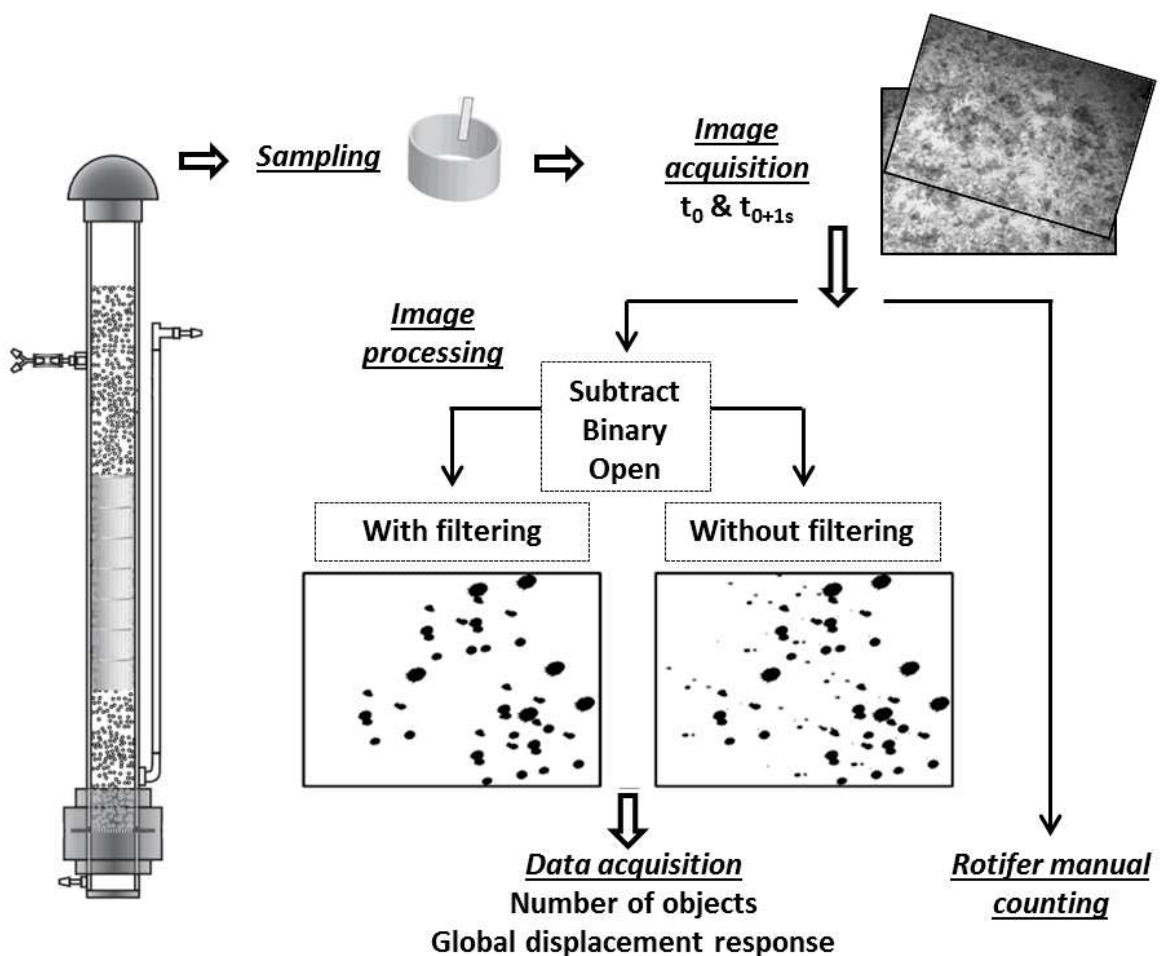 Sampling
Image
acquisition
t₀ & t₀₊₁ₛ
Image
processing
Subtract
Binary
Open
With filtering
Without filtering
Data acquisition
Number of objects
Global displacement response
Rotifer manual
counting